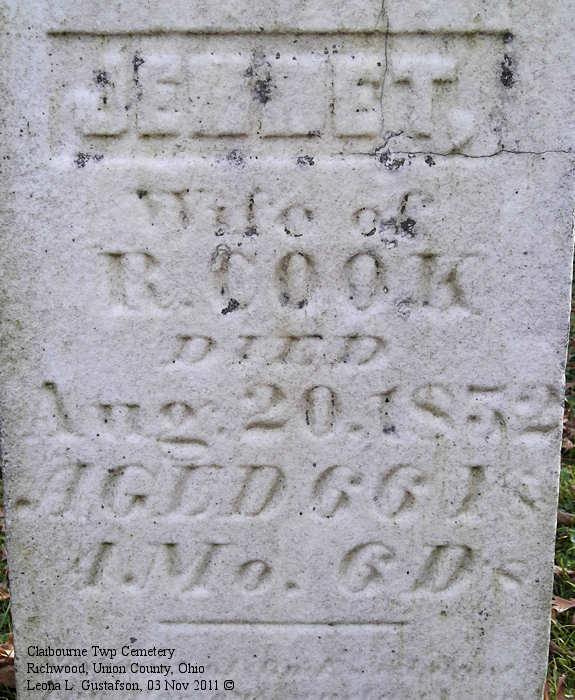 JELLET,
Wife of
R. COOK
DIED
Aug. 20. 1852
AGED 66 Ys
4. Mo. 6 Ds
Claibourne Twp Cemetery
Richwood, Union County, Ohio
Leona L. Gustafson, 03 Nov 2011 ©